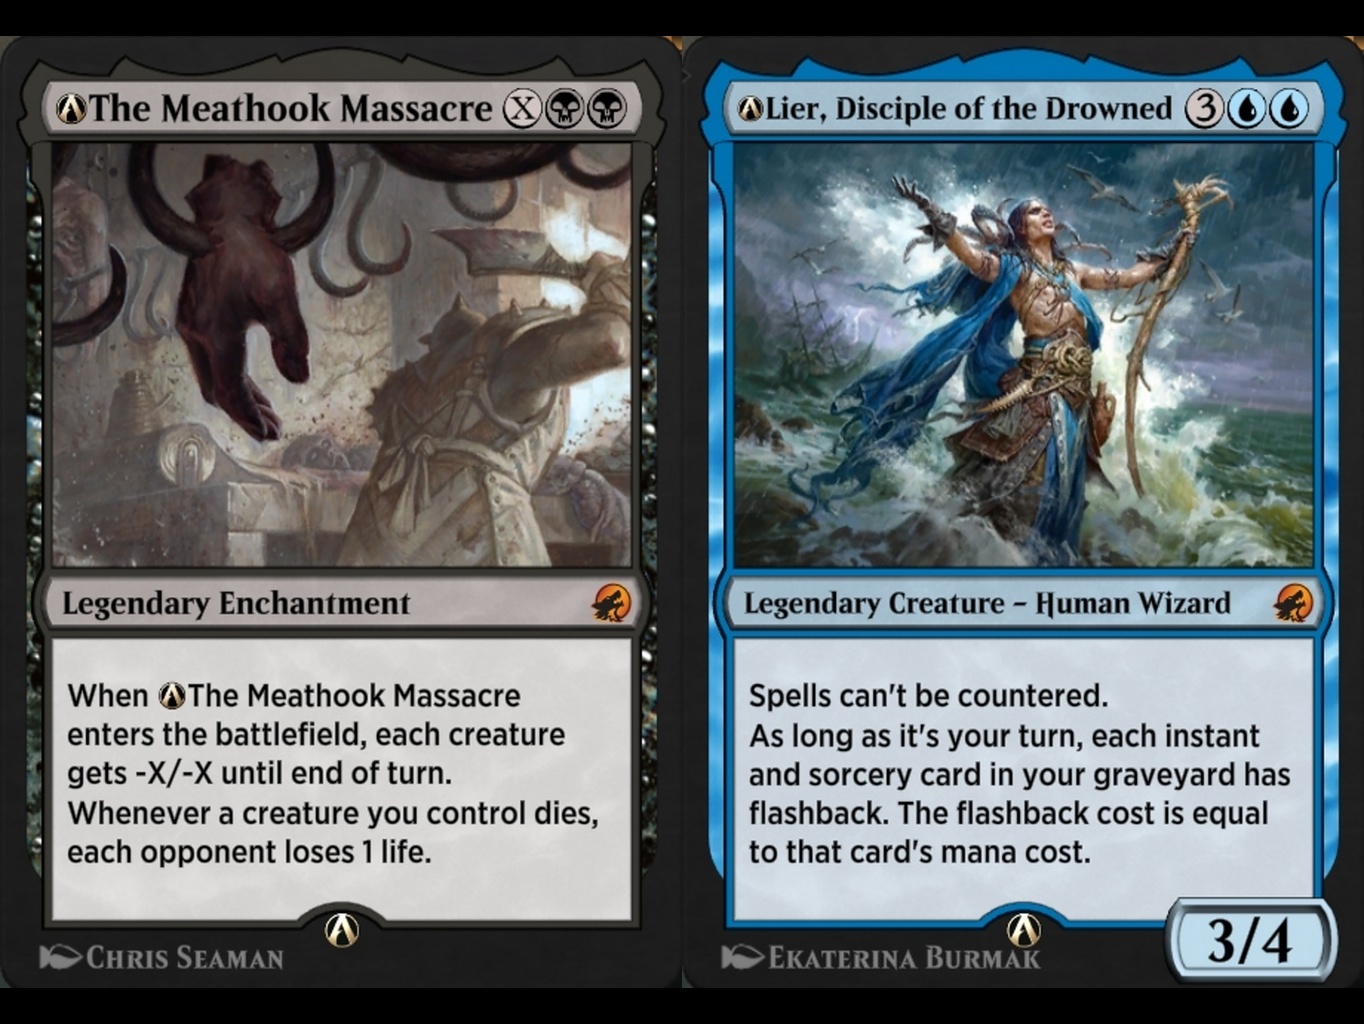 The Meathook Massacre X
Legendary Enchantment
When The Meathook Massacre
enters the battlefield, each creature
gets -X/-X until end of turn.
Whenever a creature you control dies,
each opponent loses 1 life.
CHRIS SEAMAN
Lier, Disciple of the Drowned 3
Legendary Creature – Human Wizard
Spells can't be countered.
As long as it's your turn, each instant
and sorcery card in your graveyard has
flashback. The flashback cost is equal
to that card's mana cost.
3/4
EKATERINA BURMAK